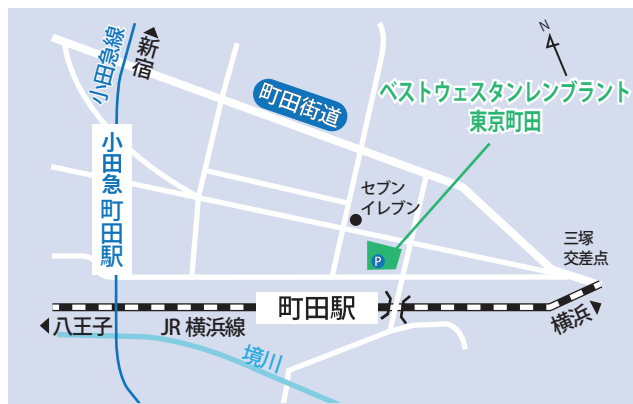 小田急線
新宿
町田街道
N
ベストウェスタンレンブラント
東京町田
小田急 町田駅
セブン
イレブン
P
三塚
交差点
町田駅
八王子
JR 横浜線
横浜
境川